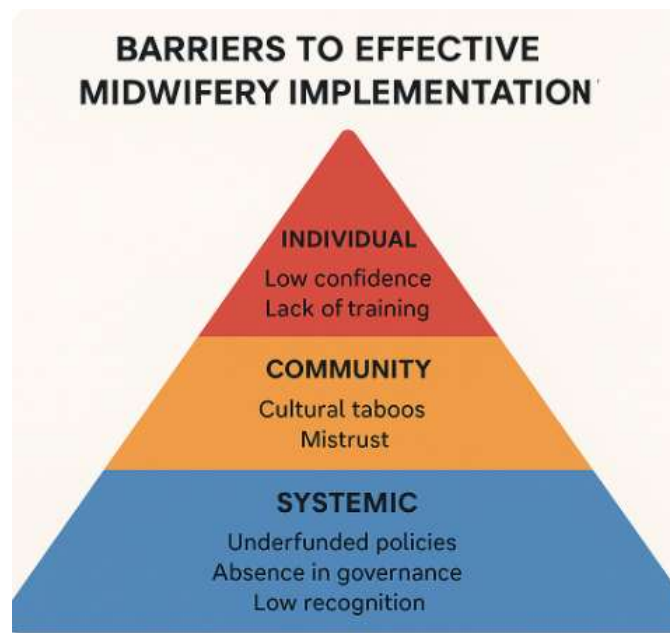 BARRIERS TO EFFECTIVE
MIDWIFERY IMPLEMENTATION
INDIVIDUAL
Low confidence
Lack of training
COMMUNITY
Cultural taboos
Mistrust
SYSTEMIC
Underfunded policies
Absence in governance
Low recognition